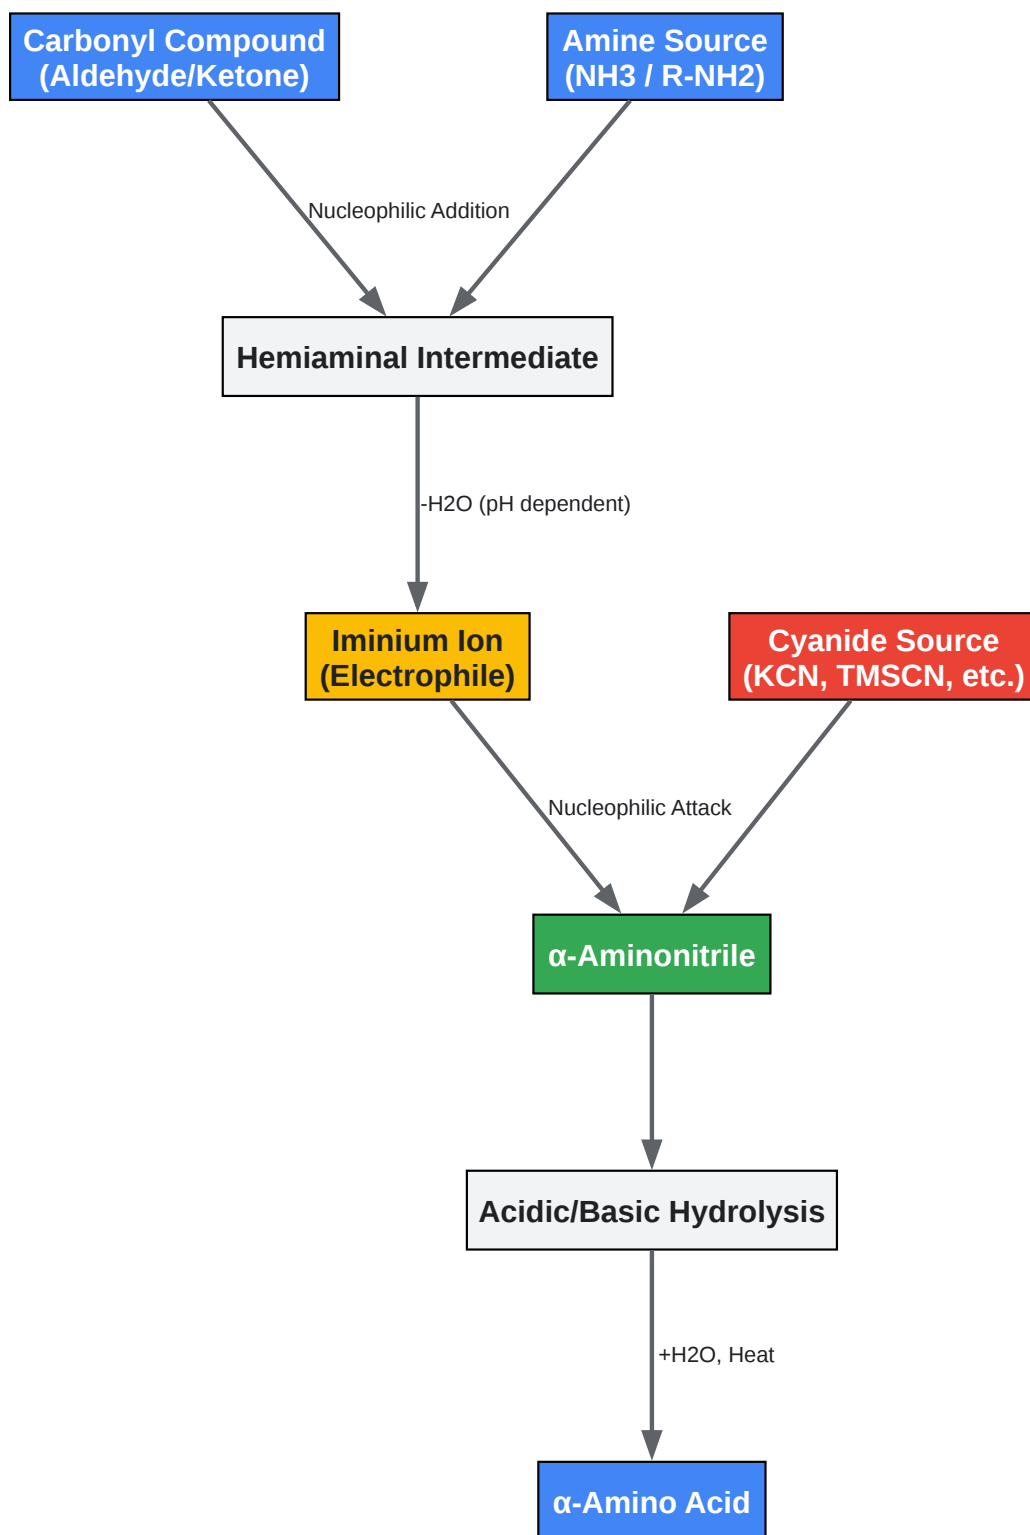 Carbonyl Compound
(Aldehyde/Ketone)
Amine Source
(NH3 / R-NH2)
Nucleophilic Addition
Hemiaminal Intermediate
-H2O (pH dependent)
Iminium Ion
(Electrophile)
Cyanide Source
(KCN, TMSCN, etc.)
Nucleophilic Attack
α-Aminonitrile
Acidic/Basic Hydrolysis
+H2O, Heat
α-Amino Acid